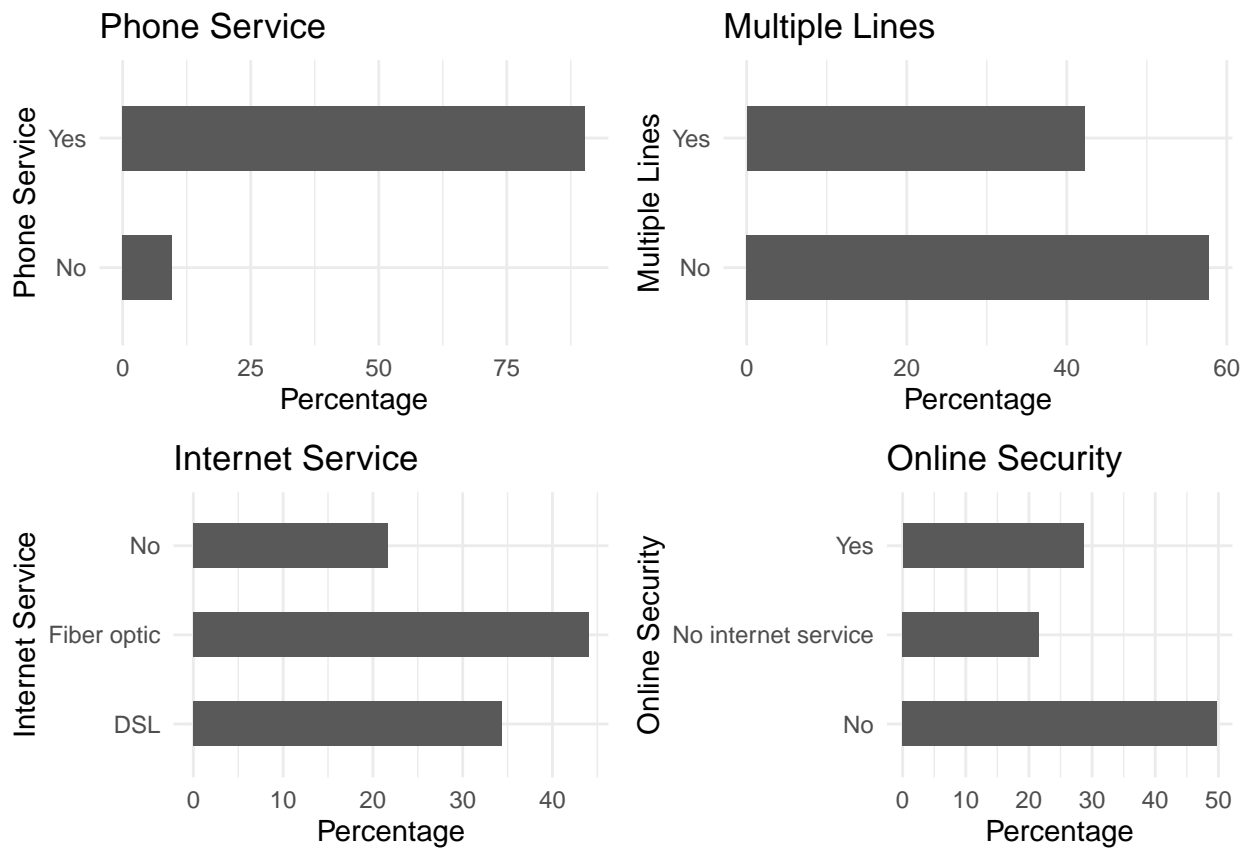 Phone Service
Phone Service
Yes
No
0 25 50 75
Percentage
Multiple Lines
Multiple Lines
Yes
No
0 20 40 60
Percentage
Internet Service
Internet Service
No
Fiber optic
DSL
0 10 20 30 40
Percentage
Online Security
Online Security
Yes
No internet service
No
0 10 20 30 40 50
Percentage